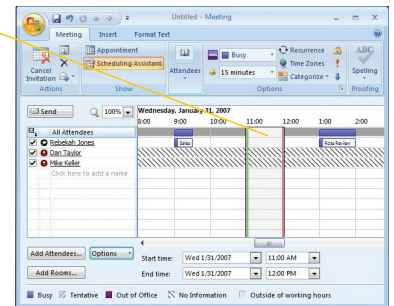 Untitled - Meeting
Meeting Insert Format Text
Cancel Invitation
Actions
Appointment
Scheduling Assistant
Show
Attendees
Busy
15 minutes
Recurrence
Time Zones
Categorize
Options
ABC
Spelling
Proofing
Send 100% Wednesday, January 31, 2007
8:00 9:00 10:00 11:00 12:00 1:00 2:00
All Attendees
Rebekah Jones Sales Ross Review
Dan Taylor
Mike Keller
Click here to add a name
Add Attendees... Options Start time: Wed 1/31/2007 11:00 AM
Add Rooms... End time: Wed 1/31/2007 12:00 PM
Busy Tentative Out of Office No Information Outside of working hours